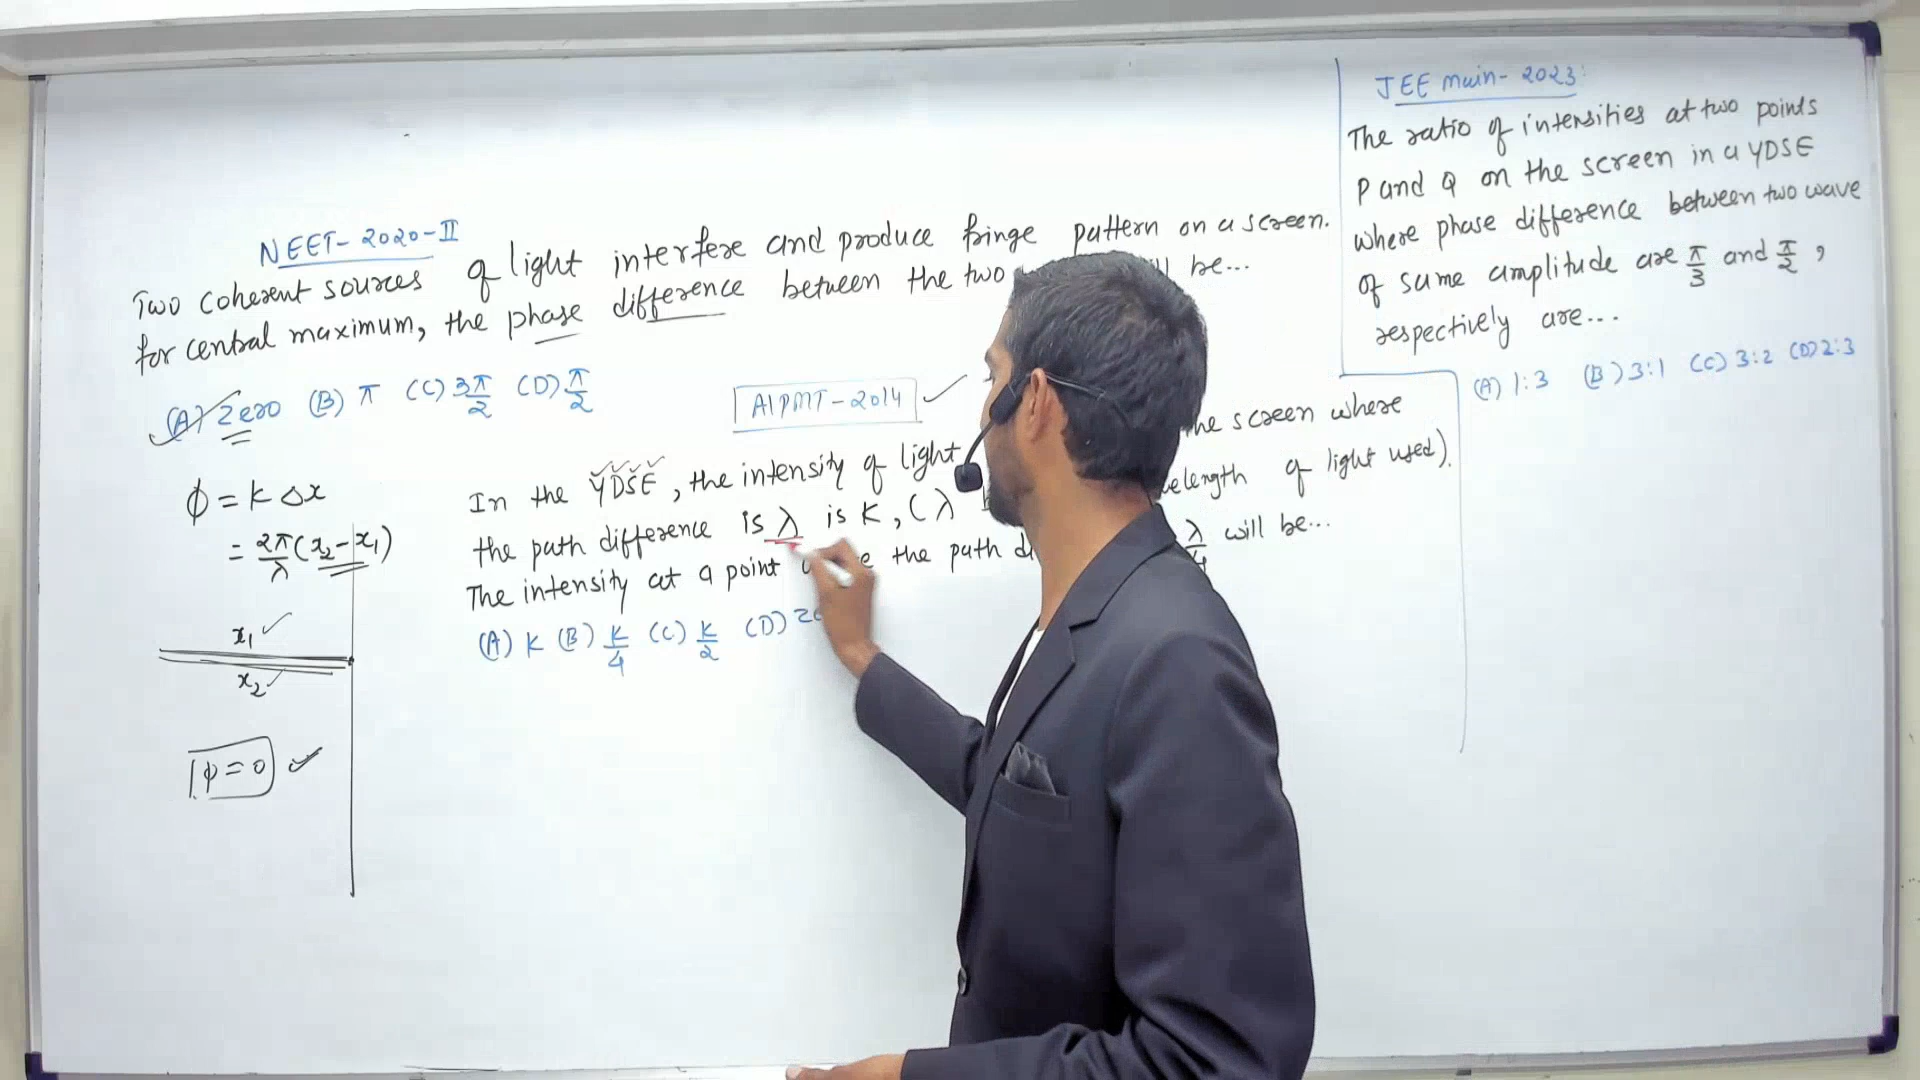 NEET-2020-II
Two coherent sources of light interfere and produce fringe pattern on a screen.
for central maximum, the phase difference between the two be...
(A) Zero (B) π (C) 3π/2 (D) π/2
ϕ = k Δx
= 2π/λ (x₂-x₁)
x₁
x₂
ϕ=0
AIPMT-2014
In the YDSE, the intensity of light the screen where
the path difference is λ is K, (λ of light used).
The intensity at a point the path λ/4 will be...
(A) K (B) K/4 (C) K/2 (D)
JEE main-2023:
The ratio of intensities at two points
P and Q on the screen in a YDSE
where phase difference between two wave
of same amplitude are π/3 and π/2,
respectively are...
(A) 1:3 (B) 3:1 (C) 3:2 (D) 2:3